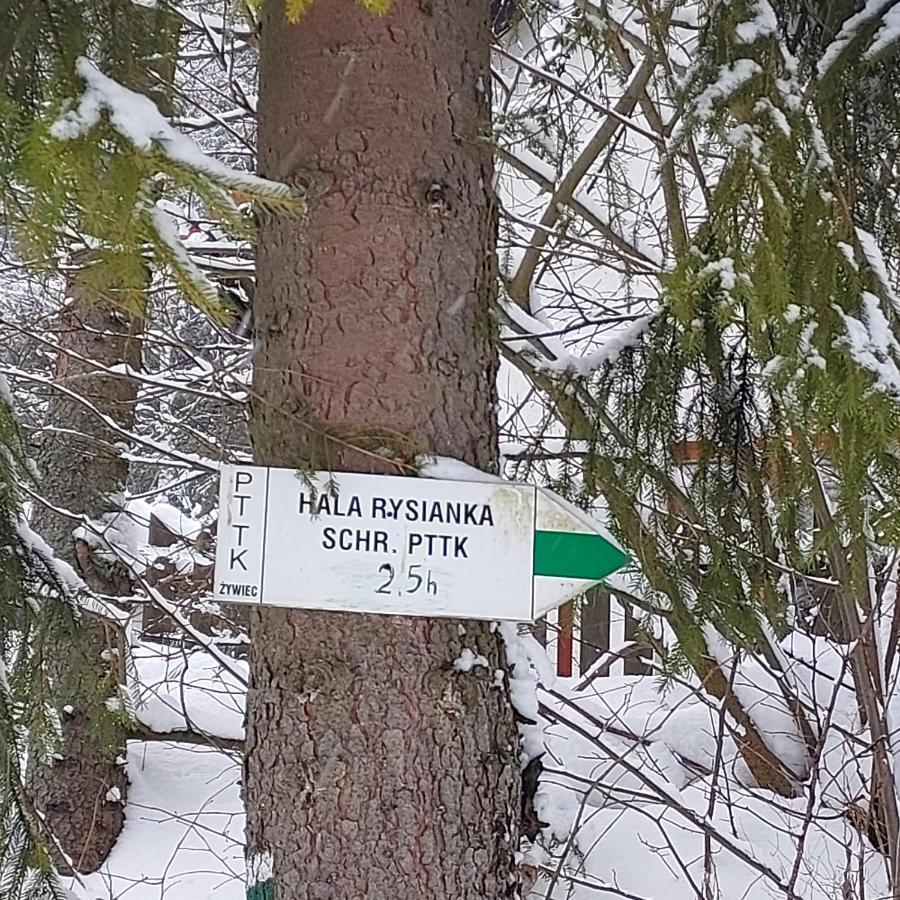 PTTK
ŻYWIEC
HALA RYSIANKA
SCHR. PTTK
2,5h